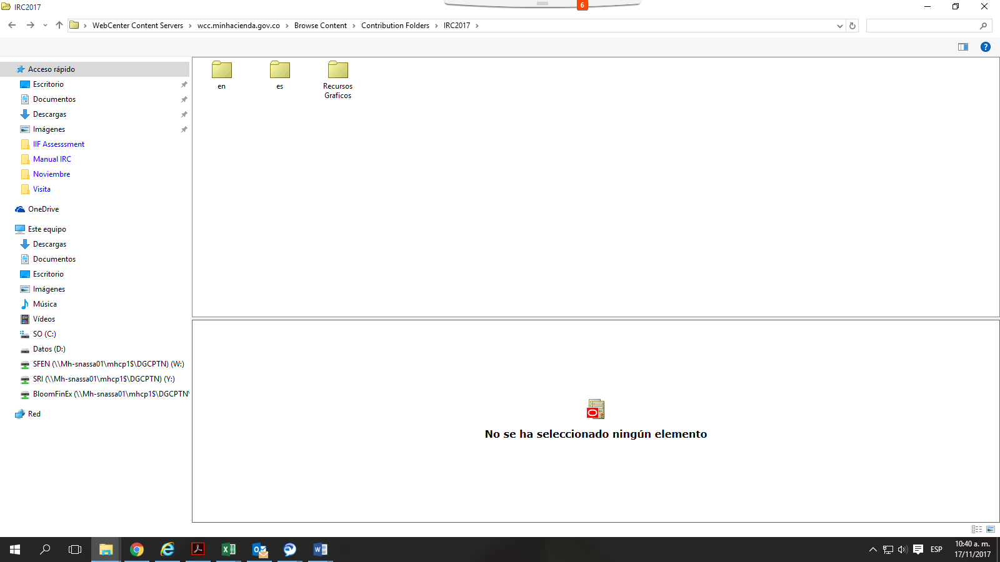 IRC2017
6
WebCenter Content Servers
wcc.minhacienda.gov.co
Browse Content
Contribution Folders
IRC2017
?
Acceso rápido
Escritorio
Documentos
Descargas
Imágenes
IIF Assesssment
Manual IRC
Noviembre
Visita
OneDrive
Este equipo
Descargas
Documentos
Escritorio
Imágenes
Música
Vídeos
SO (C:)
Datos (D:)
SFEN (\\Mh-snassa01\mhcp1$\DGCPTN) (W:)
SRI (\\Mh-snassa01\mhcp1$\DGCPTN) (Y:)
BloomFinEx (\\Mh-snassa01\mhcp1$\DGCPTN\
Red
en
es
Recursos
Graficos
No se ha seleccionado ningún elemento
ESP
10:40 a. m.
17/11/2017